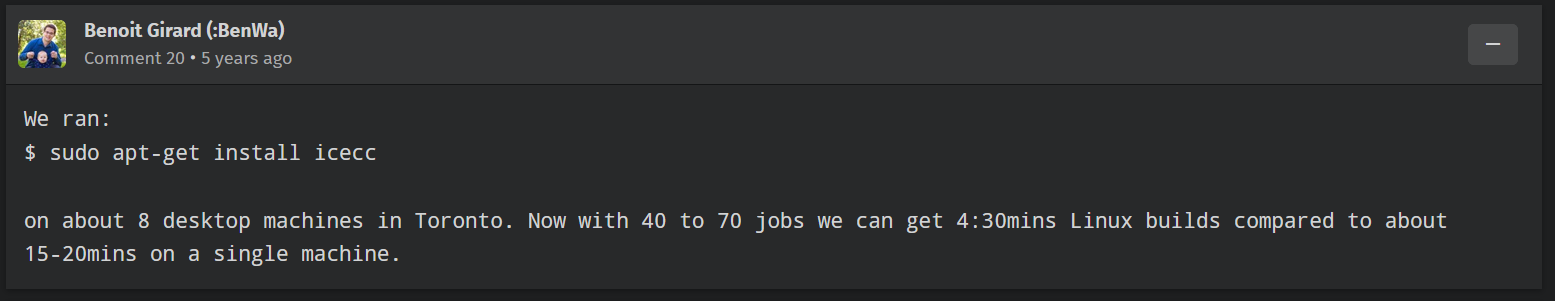 Benoit Girard (:BenWa)
Comment 20 • 5 years ago
We ran:
$ sudo apt-get install icecc
on about 8 desktop machines in Toronto. Now with 40 to 70 jobs we can get 4:30mins Linux builds compared to about
15-20mins on a single machine.